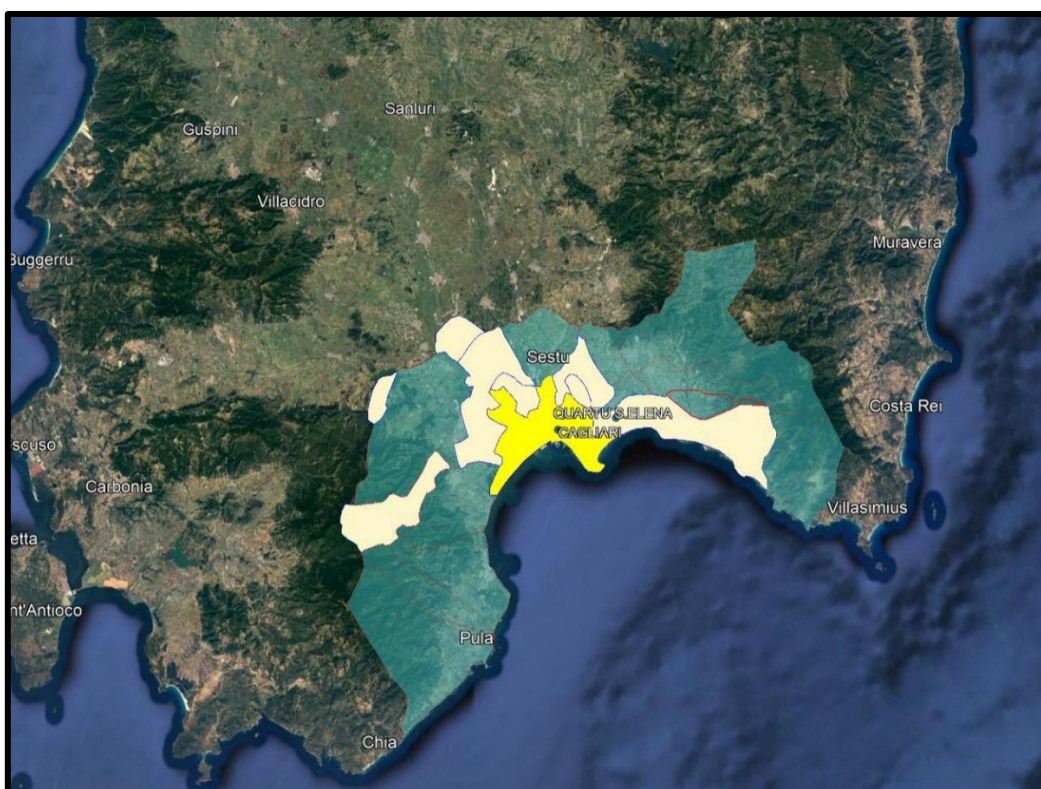 Sanluri
Guspini
Villacidro
Muravera
Buggerru
Sestu
Costa Rei
QUARTU S.ELENA
CAGLIARI
scuso
Carbonia
Villasimius
etta
nt'Antioco
Pula
Chia